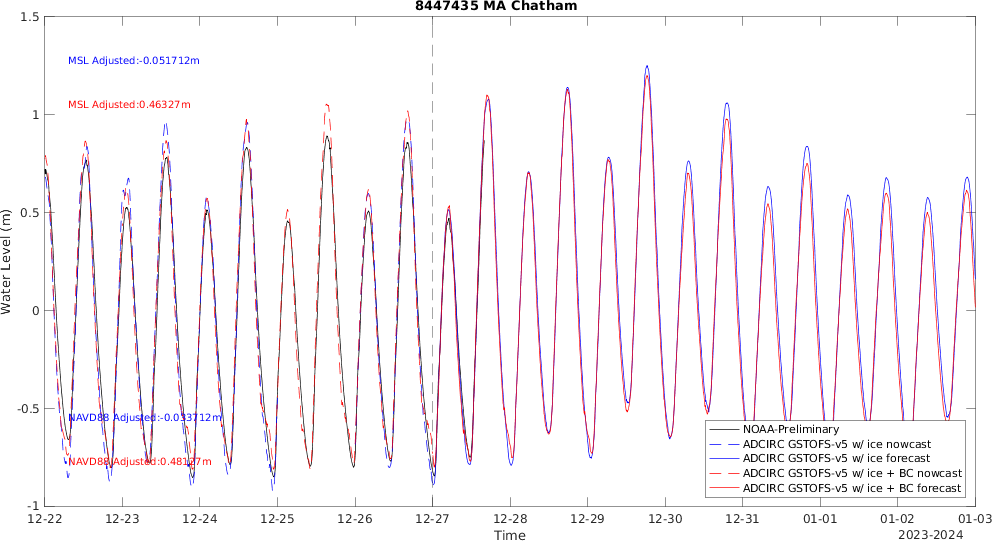 8447435 MA Chatham
1.5
1
0.5
0
-0.5
-1
Water Level (m)
MSL Adjusted:-0.051712m
MSL Adjusted:0.46327m
NAVD88 Adjusted:-0.033712m
NAVD88 Adjusted:0.48127m
NOAA-Preliminary
ADCIRC GSTOFS-v5 w/ ice nowcast
ADCIRC GSTOFS-v5 w/ ice forecast
ADCIRC GSTOFS-v5 w/ ice + BC nowcast
ADCIRC GSTOFS-v5 w/ ice + BC forecast
12-22 12-23 12-24 12-25 12-26 12-27 12-28 12-29 12-30 12-31 01-01 01-02 01-03
Time
2023-2024